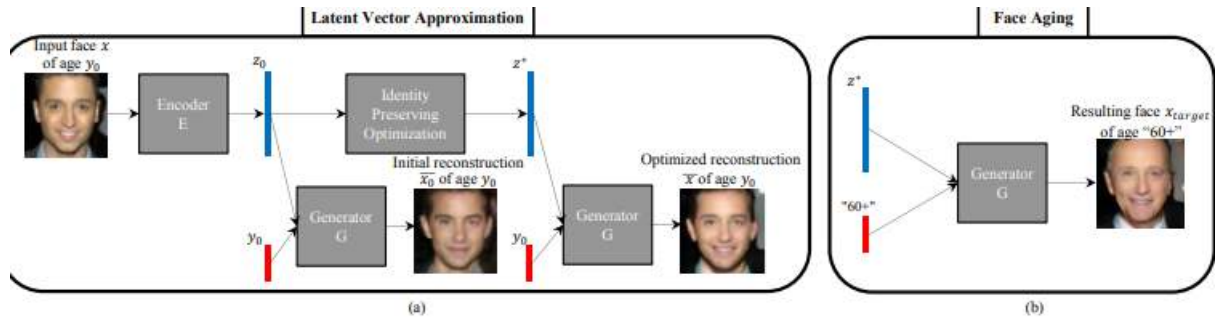 Latent Vector Approximation
Input face x
of age y₀
z₀
z*
Encoder
E
Identity
Preserving
Optimization
Initial reconstruction
x̄₀ of age y₀
Optimized reconstruction
x̄ of age y₀
y₀
Generator
G
y₀
Generator
G
(a)
Face Aging
z*
Resulting face x_target
of age “60+”
Generator
G
“60+”
(b)